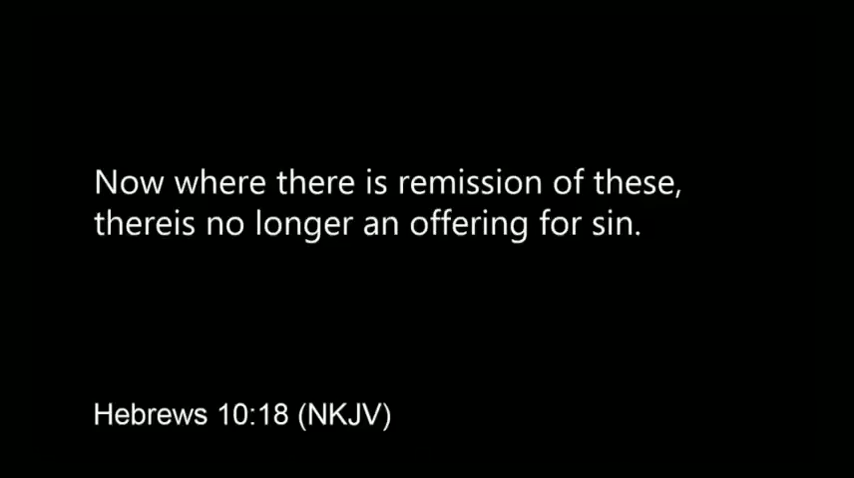 Now where there is remission of these,
thereis no longer an offering for sin.
Hebrews 10:18 (NKJV)